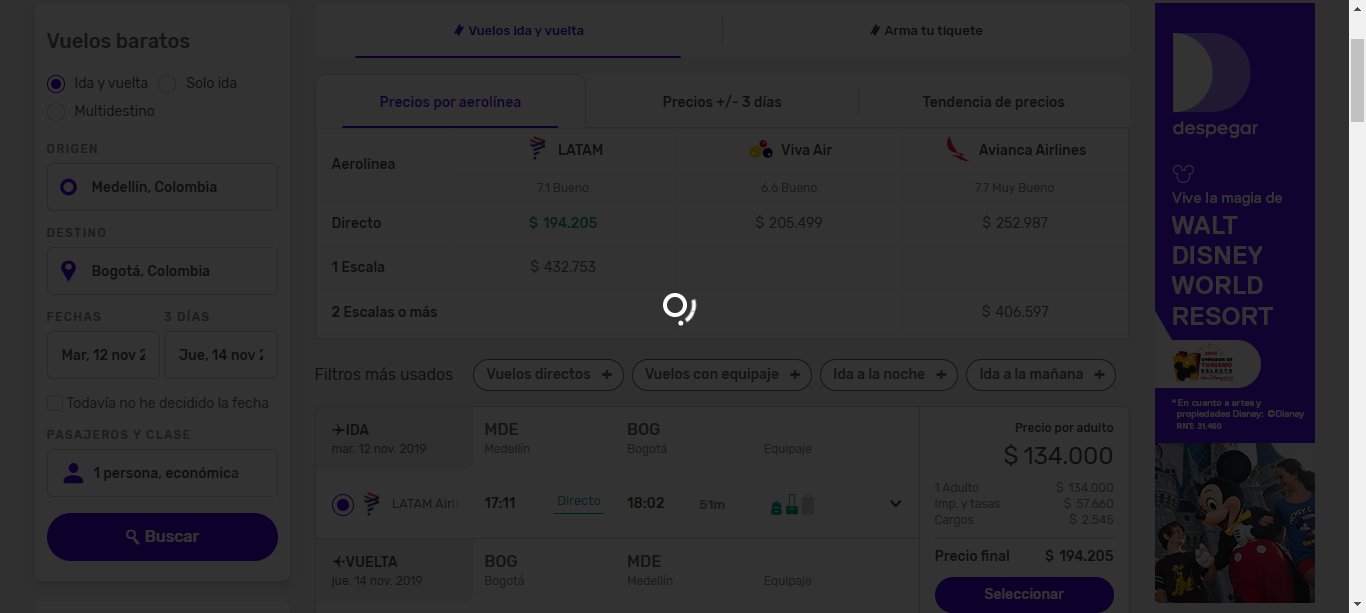 Vuelos baratos
Ida y vuelta
Solo ida
Multidestino
ORIGEN
Medellín, Colombia
DESTINO
Bogotá, Colombia
FECHAS
3 DÍAS
Mar, 12 nov 2
Jue, 14 nov 2
Todavía no he decidido la fecha
PASAJEROS Y CLASE
1 persona, económica
Buscar
Vuelos ida y vuelta
Arma tu tiquete
Precios por aerolínea
Precios +/- 3 días
Tendencia de precios
Aerolínea
LATAM
Viva Air
Avianca Airlines
7.1 Bueno
6.6 Bueno
7.7 Muy Bueno
Directo
$ 194.205
$ 205.499
$ 252.987
1 Escala
$ 432.753
2 Escalas o más
$ 406.597
Filtros más usados
Vuelos directos +
Vuelos con equipaje +
Ida a la noche +
Ida a la mañana +
IDA
MDE
BOG
mar. 12 nov. 2019
Medellín
Bogotá
Equipaje
LATAM Airli
17:11
Directo
18:02
51m
VUELTA
BOG
MDE
jue. 14 nov. 2019
Bogotá
Medellín
Equipaje
Precio por adulto
$ 134.000
1 Adulto
$ 134.000
Imp. y tasas
$ 57.660
Cargos
$ 2.545
Precio final
$ 194.205
Seleccionar
despegar
Vive la magia de
WALT
DISNEY
WORLD
RESORT
*En cuanto a artes y
propiedades Disney: ©Disney
RNT: 31.460